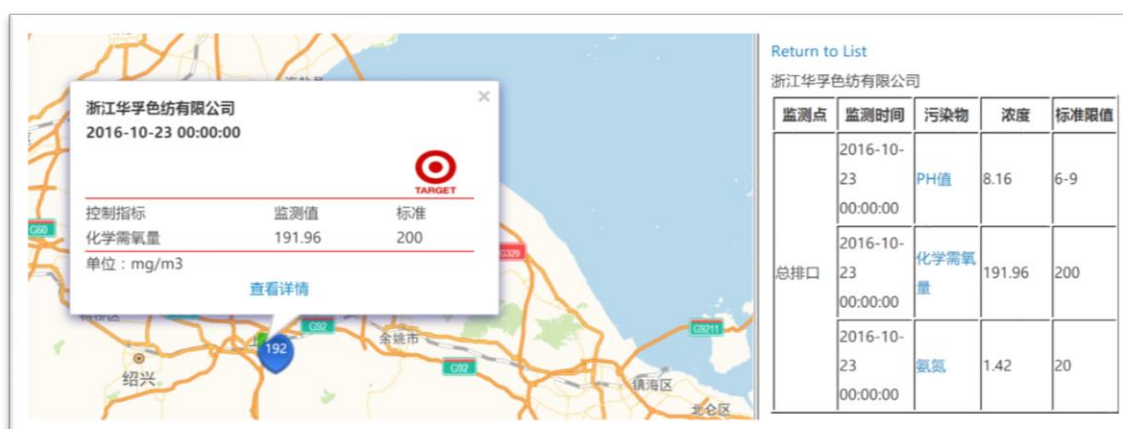 浙江华孚色纺有限公司
2016-10-23 00:00:00
×
TARGET
控制指标 监测值 标准
化学需氧量 191.96 200
单位：mg/m3
查看详情
G60
G329
G92
192
余姚市
G92
G9211
绍兴
镇海区
北仑区
Return to List
浙江华孚色纺有限公司
监测点 监测时间 污染物 浓度 标准限值
总排口
2016-10-
23
00:00:00
PH值 8.16 6-9
2016-10-
23
00:00:00
化学需氧
量
191.96 200
2016-10-
23
00:00:00
氨氮 1.42 20